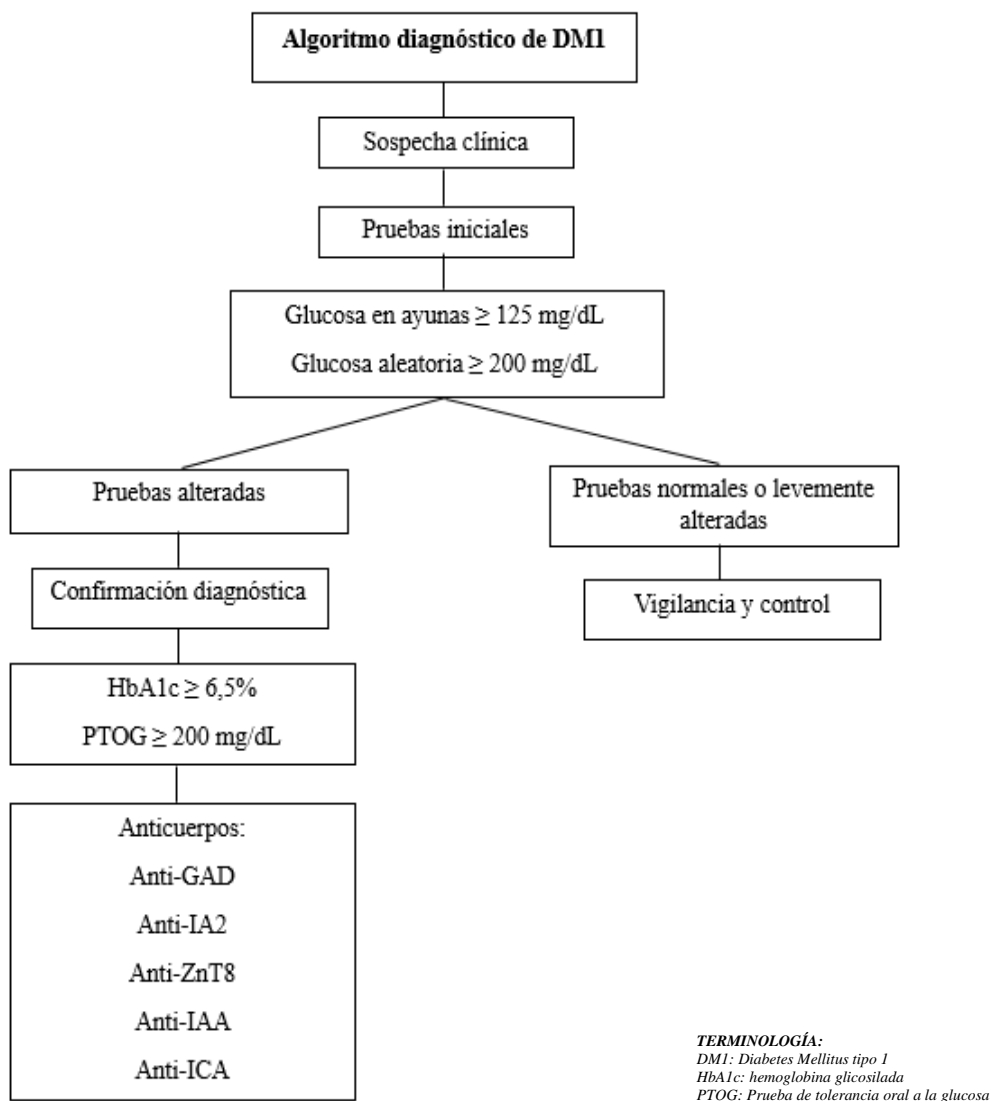 Algoritmo diagnóstico de DM1
Sospecha clínica
Pruebas iniciales
Glucosa en ayunas ≥ 125 mg/dL
Glucosa aleatoria ≥ 200 mg/dL
Pruebas alteradas
Confirmación diagnóstica
HbA1c ≥ 6,5%
PTOG ≥ 200 mg/dL
Anticuerpos:
Anti-GAD
Anti-IA2
Anti-ZnT8
Anti-IAA
Anti-ICA
Pruebas normales o levemente
alteradas
Vigilancia y control
TERMINOLOGÍA:
DM1: Diabetes Mellitus tipo 1
HbA1c: hemoglobina glicosilada
PTOG: Prueba de tolerancia oral a la glucosa